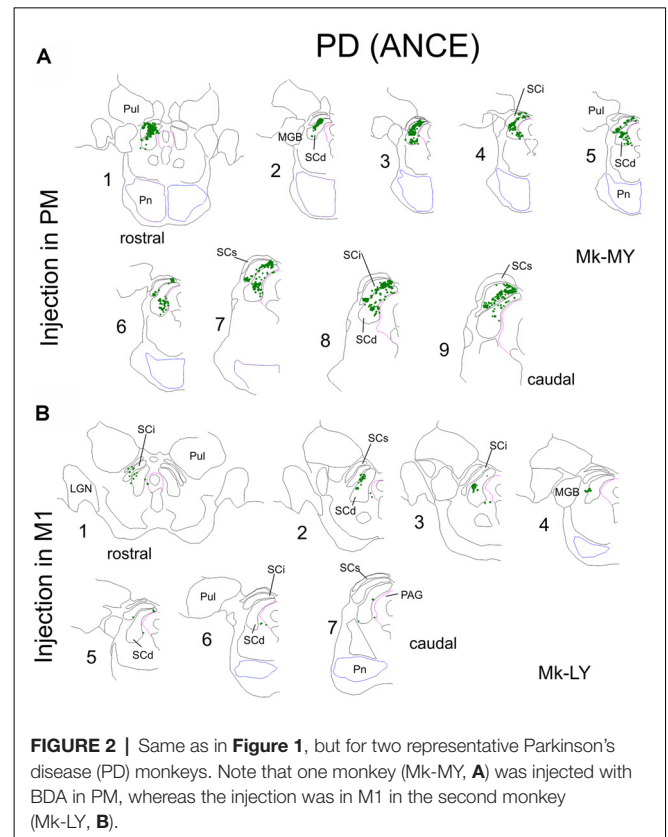 PD (ANCE)
A
Injection in PM
Pul
Pn
1
rostral
MGB
SCd
2
3
SCi
4
Pul
SCd
Pn
5
Mk-MY
6
SCs
7
SCi
SCd
8
SCs
9
caudal
B
Injection in M1
LGN
SCi
Pul
1
rostral
SCs
SCd
2
SCi
3
MGB
4
SCd
5
Pul
SCi
SCd
6
SCs
PAG
7
Pn
caudal
Mk-LY
FIGURE 2 | Same as in Figure 1, but for two representative Parkinson's
disease (PD) monkeys. Note that one monkey (Mk-MY, A) was injected with
BDA in PM, whereas the injection was in M1 in the second monkey
(Mk-LY, B).